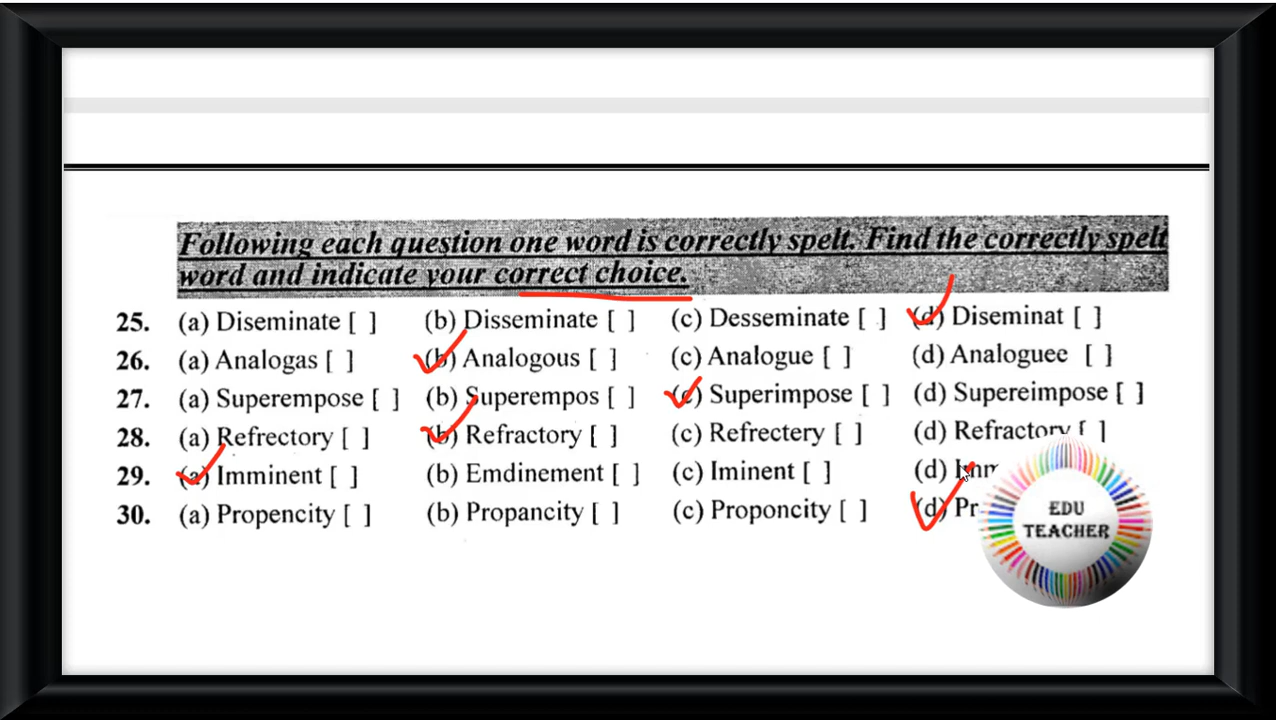 Following each question one word is correctly spelt. Find the correctly spelt
word and indicate your correct choice.
25. (a) Diseminate [ ] (b) Disseminate [ ] (c) Desseminate [ ] (d) Diseminat [ ]
26. (a) Analogas [ ] (b) Analogous [ ] (c) Analogue [ ] (d) Analoguee [ ]
27. (a) Superempose [ ] (b) Superempos [ ] (c) Superimpose [ ] (d) Supereimpose [ ]
28. (a) Refrectory [ ] (b) Refractory [ ] (c) Refrectery [ ] (d) Refractory [ ]
29. (a) Imminent [ ] (b) Emdinement [ ] (c) Iminent [ ] (d)
30. (a) Propencity [ ] (b) Propancity [ ] (c) Proponcity [ ] (d)
EDU
TEACHER